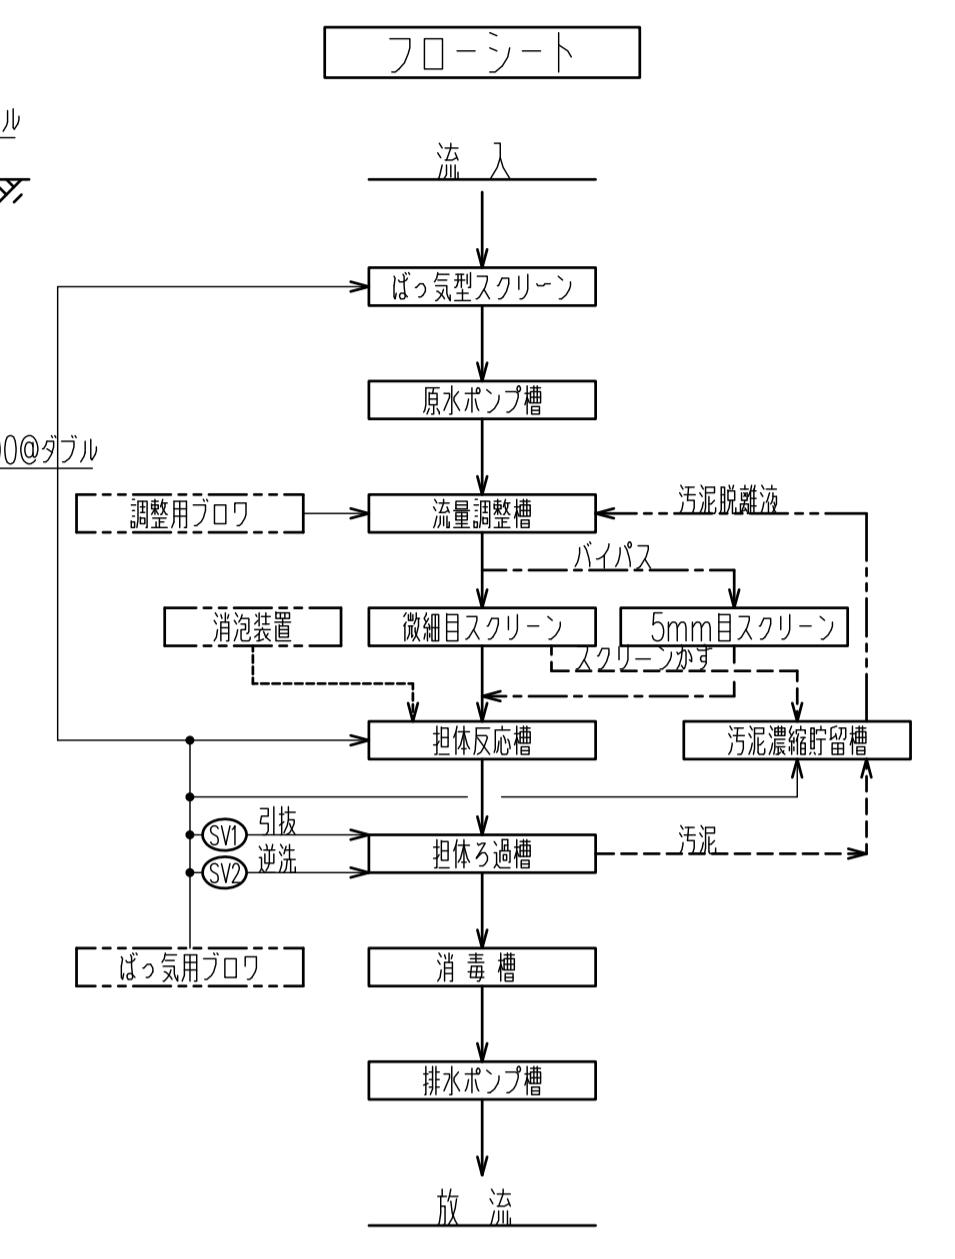 フローシート
ル
流 入
ばっ気型スクリーン
原水ポンプ槽
00@ダブル
調整用ブロワ
流量調整槽
汚泥脱離液
バイパス
消泡装置
微細目スクリーン
5mm目スクリーン
スクリーンかす
担体反応槽
汚泥濃縮貯留槽
SV1
引抜
SV2
逆洗
担体ろ過槽
汚泥
ばっ気用ブロワ
消 毒 槽
排水ポンプ槽
放 流